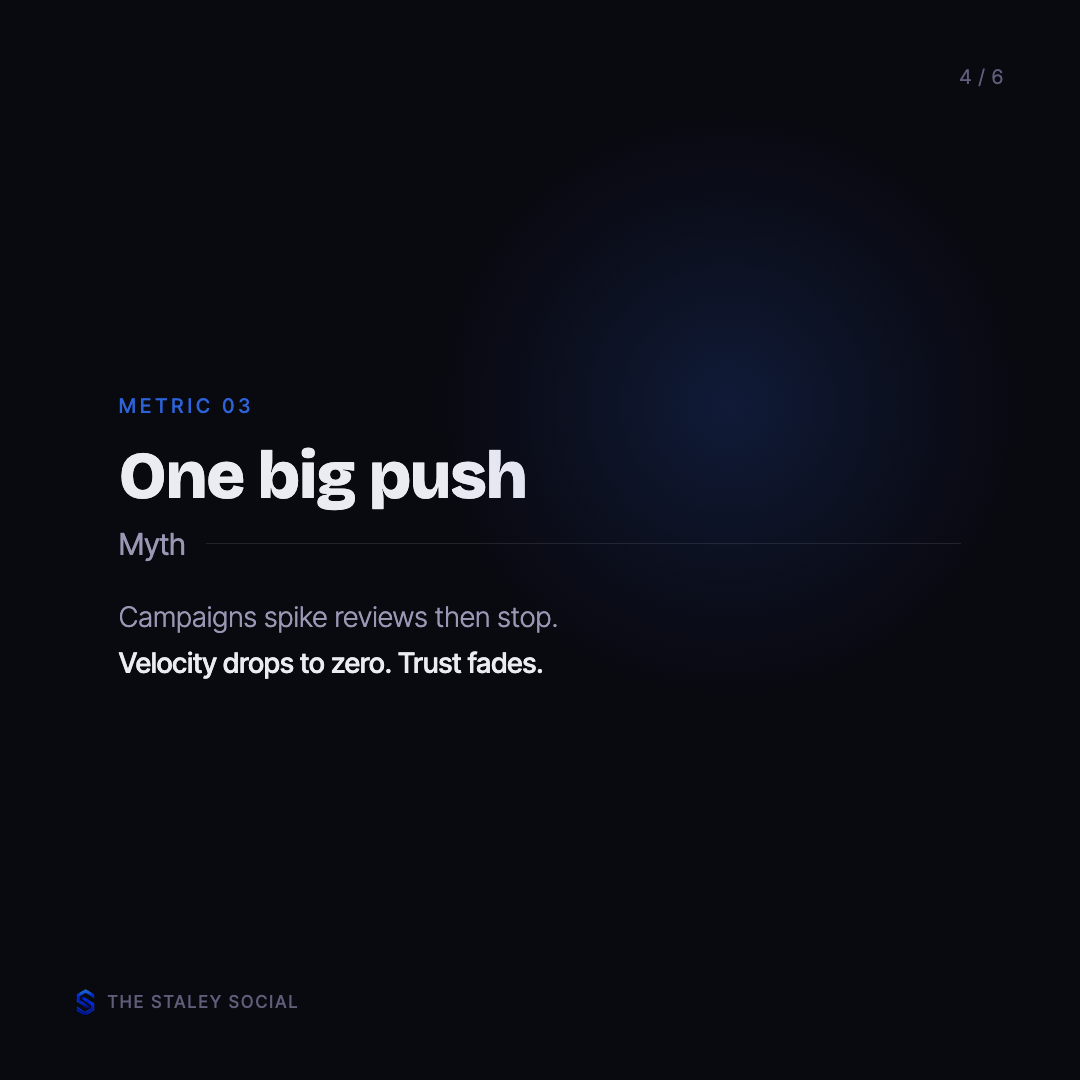 4 / 6
METRIC 03
One big push
Myth
Campaigns spike reviews then stop.
Velocity drops to zero. Trust fades.
THE STALEY SOCIAL